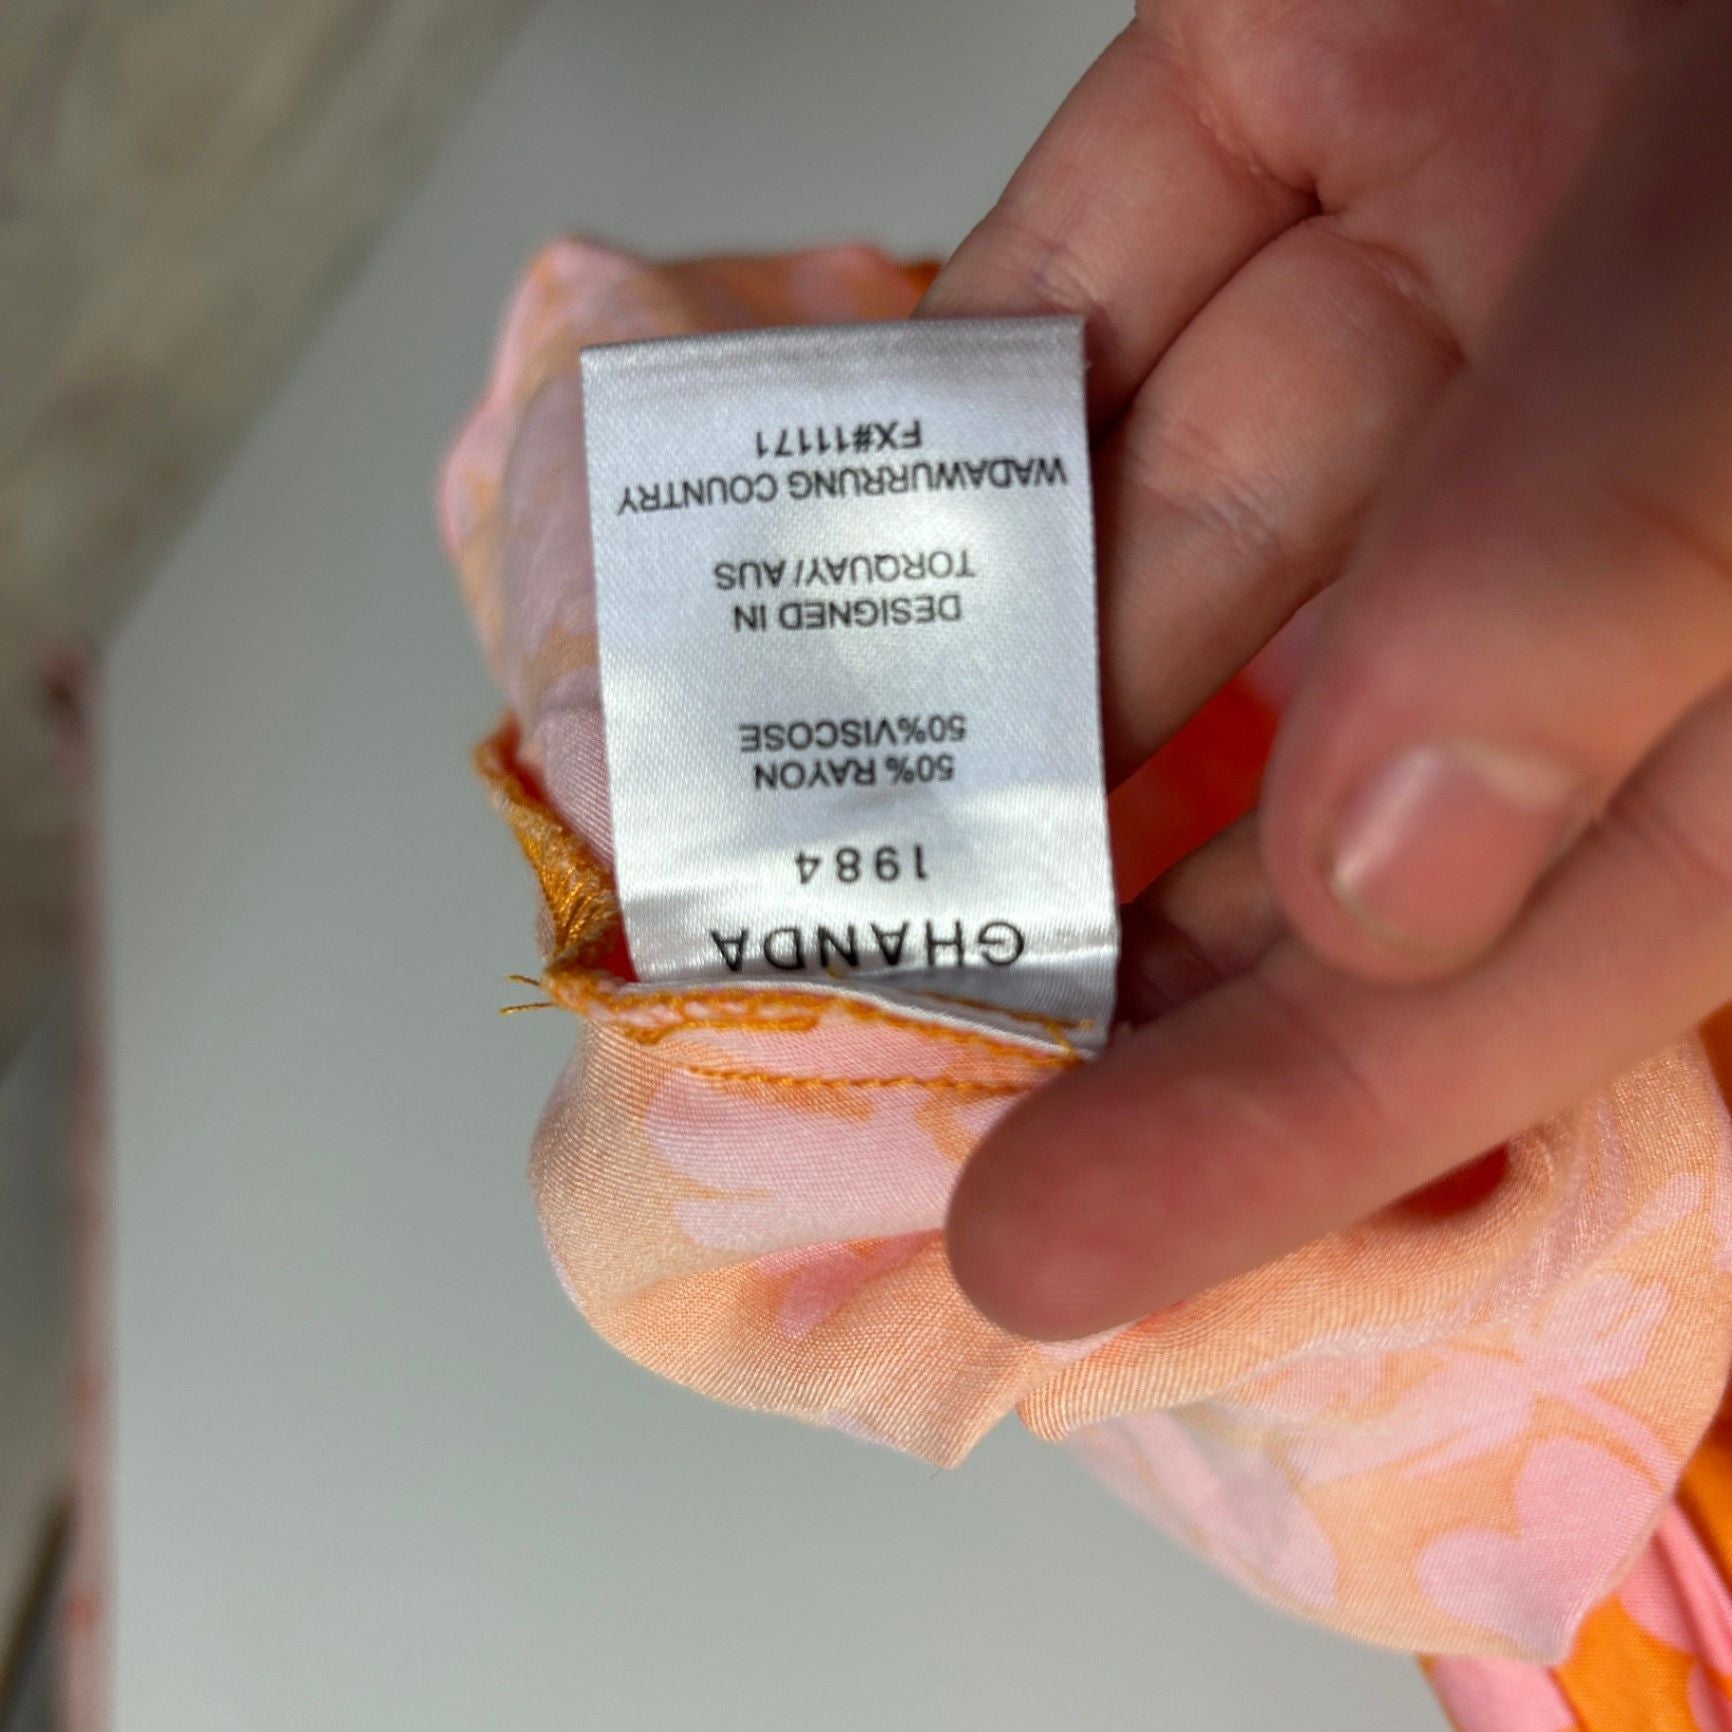 GHANDA
1984
50% RAYON
50%VISCOSE
DESIGNED IN
TORQUAY/ AUS
WADAWURRUNG COUNTRY
FX#11171